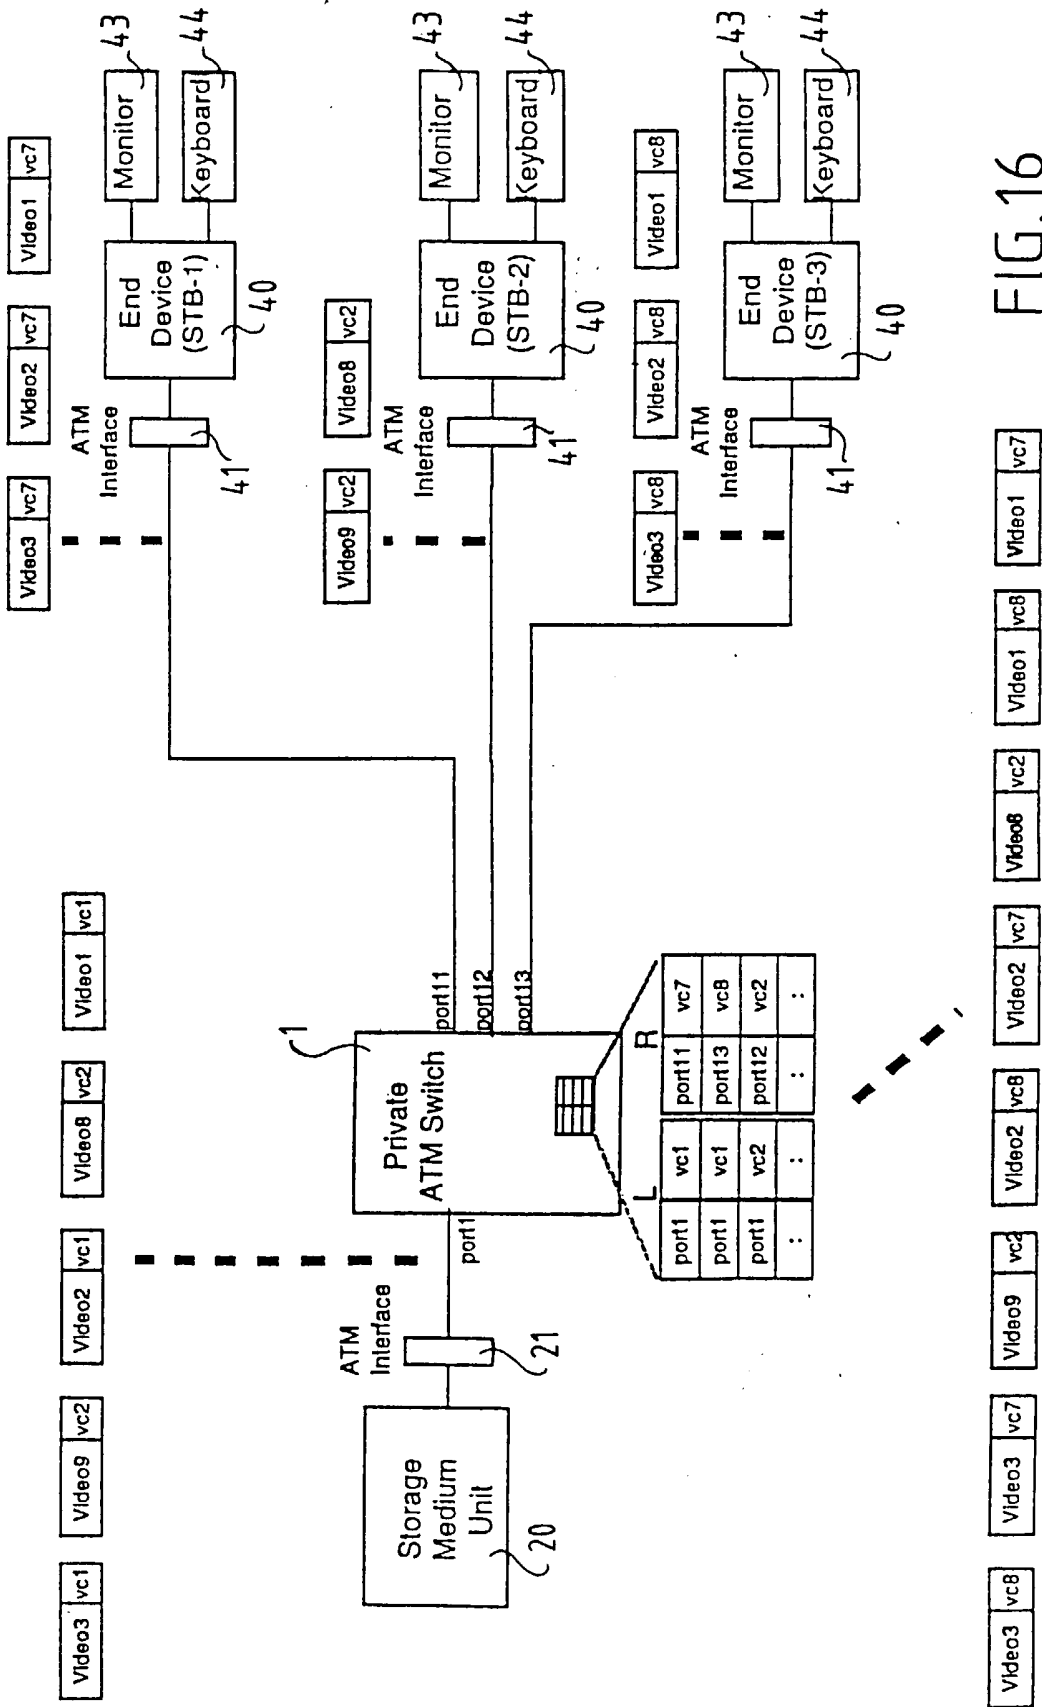 Video3 vc1
Video9 vc2
Video2 vc1
Video8 vc2
Video1 vc1
Storage
Medium
Unit
20
ATM
Interface
21
port1
Private
ATM Switch
1
port11
port12
port13
L
R
port1 vc1 port11 vc7
port1 vc1 port13 vc8
port1 vc2 port12 vc2
: : : :
Video3 vc7
Video2 vc7
Video1 vc7
ATM
Interface
41
End
Device
(STB-1)
40
Monitor
43
Keyboard
44
Video9 vc2
Video8 vc2
ATM
Interface
41
End
Device
(STB-2)
40
Monitor
43
Keyboard
44
Video3 vc8
Video2 vc8
Video1 vc8
ATM
Interface
41
End
Device
(STB-3)
40
Monitor
43
Keyboard
44
Video3 vc8
Video3 vc7
Video9 vc2
Video2 vc8
Video2 vc7
Video8 vc2
Video1 vc8
Video1 vc7
FIG.16